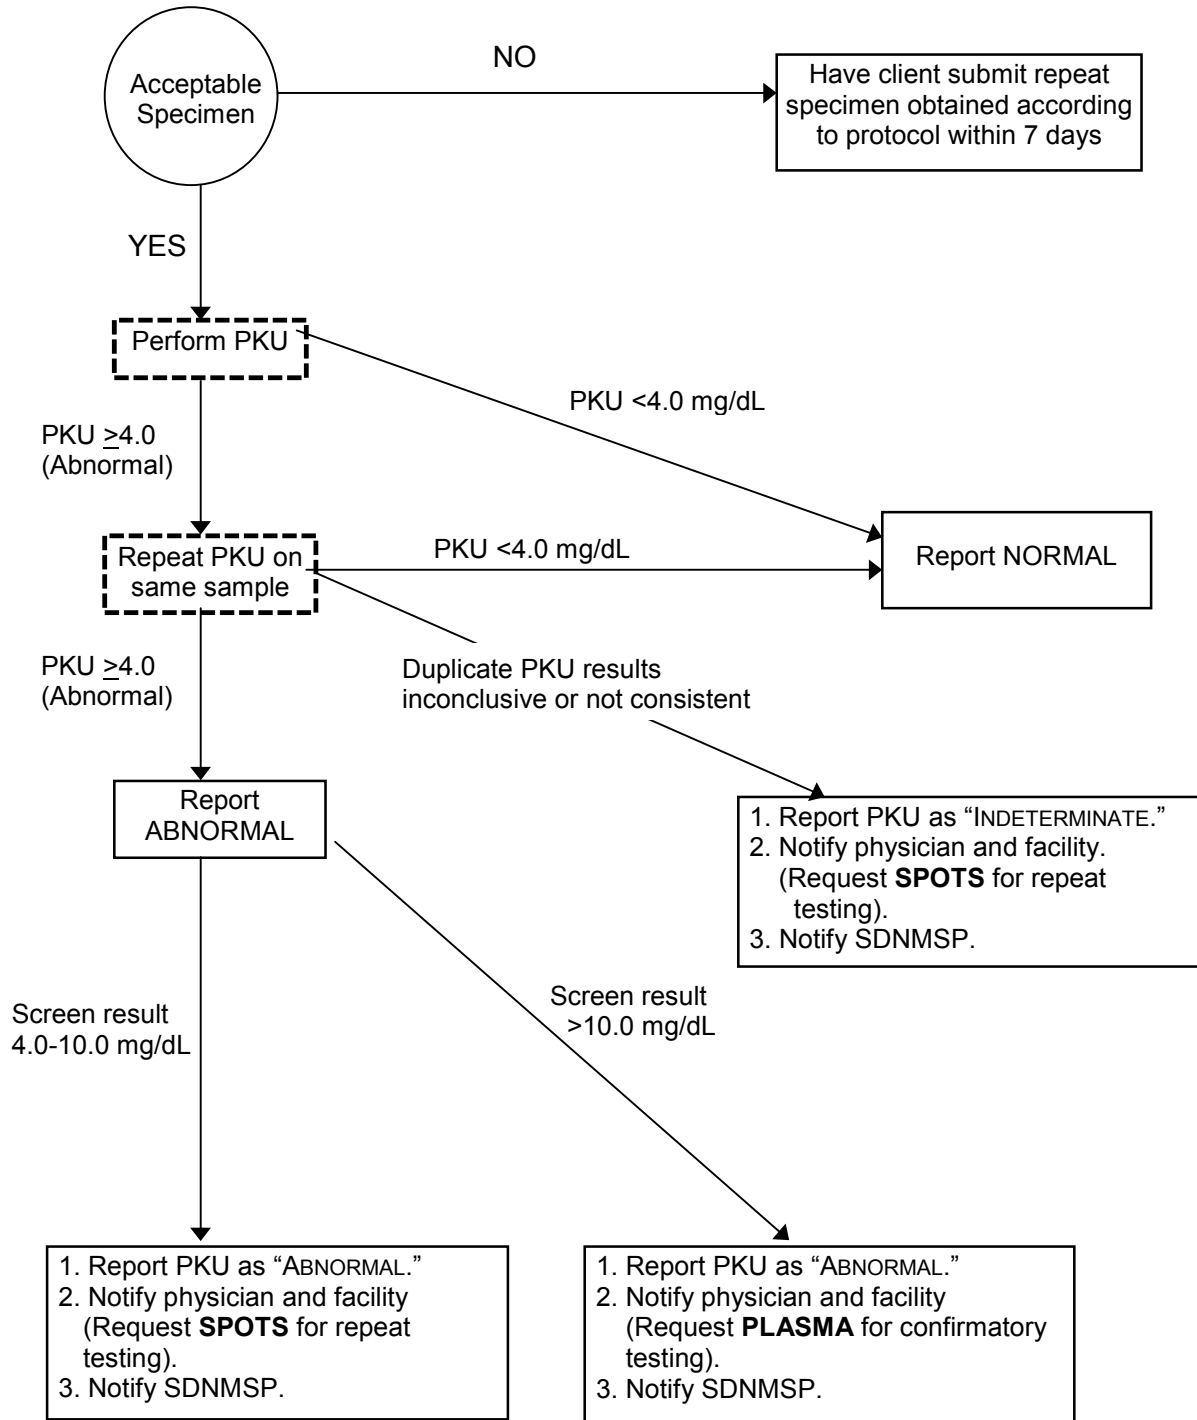 NO
Acceptable
Specimen
Have client submit repeat
specimen obtained according
to protocol within 7 days
YES
Perform PKU
PKU <4.0 mg/dL
PKU ≥4.0
(Abnormal)
Repeat PKU on
same sample
PKU <4.0 mg/dL
Report NORMAL
PKU ≥4.0
(Abnormal)
Duplicate PKU results
inconclusive or not consistent
Report
ABNORMAL
1. Report PKU as “INDETERMINATE.”
2. Notify physician and facility.
(Request SPOTS for repeat
testing).
3. Notify SDNMSP.
Screen result
4.0-10.0 mg/dL
Screen result
>10.0 mg/dL
1. Report PKU as “ABNORMAL.”
2. Notify physician and facility
(Request SPOTS for repeat
testing).
3. Notify SDNMSP.
1. Report PKU as “ABNORMAL.”
2. Notify physician and facility
(Request PLASMA for confirmatory
testing).
3. Notify SDNMSP.